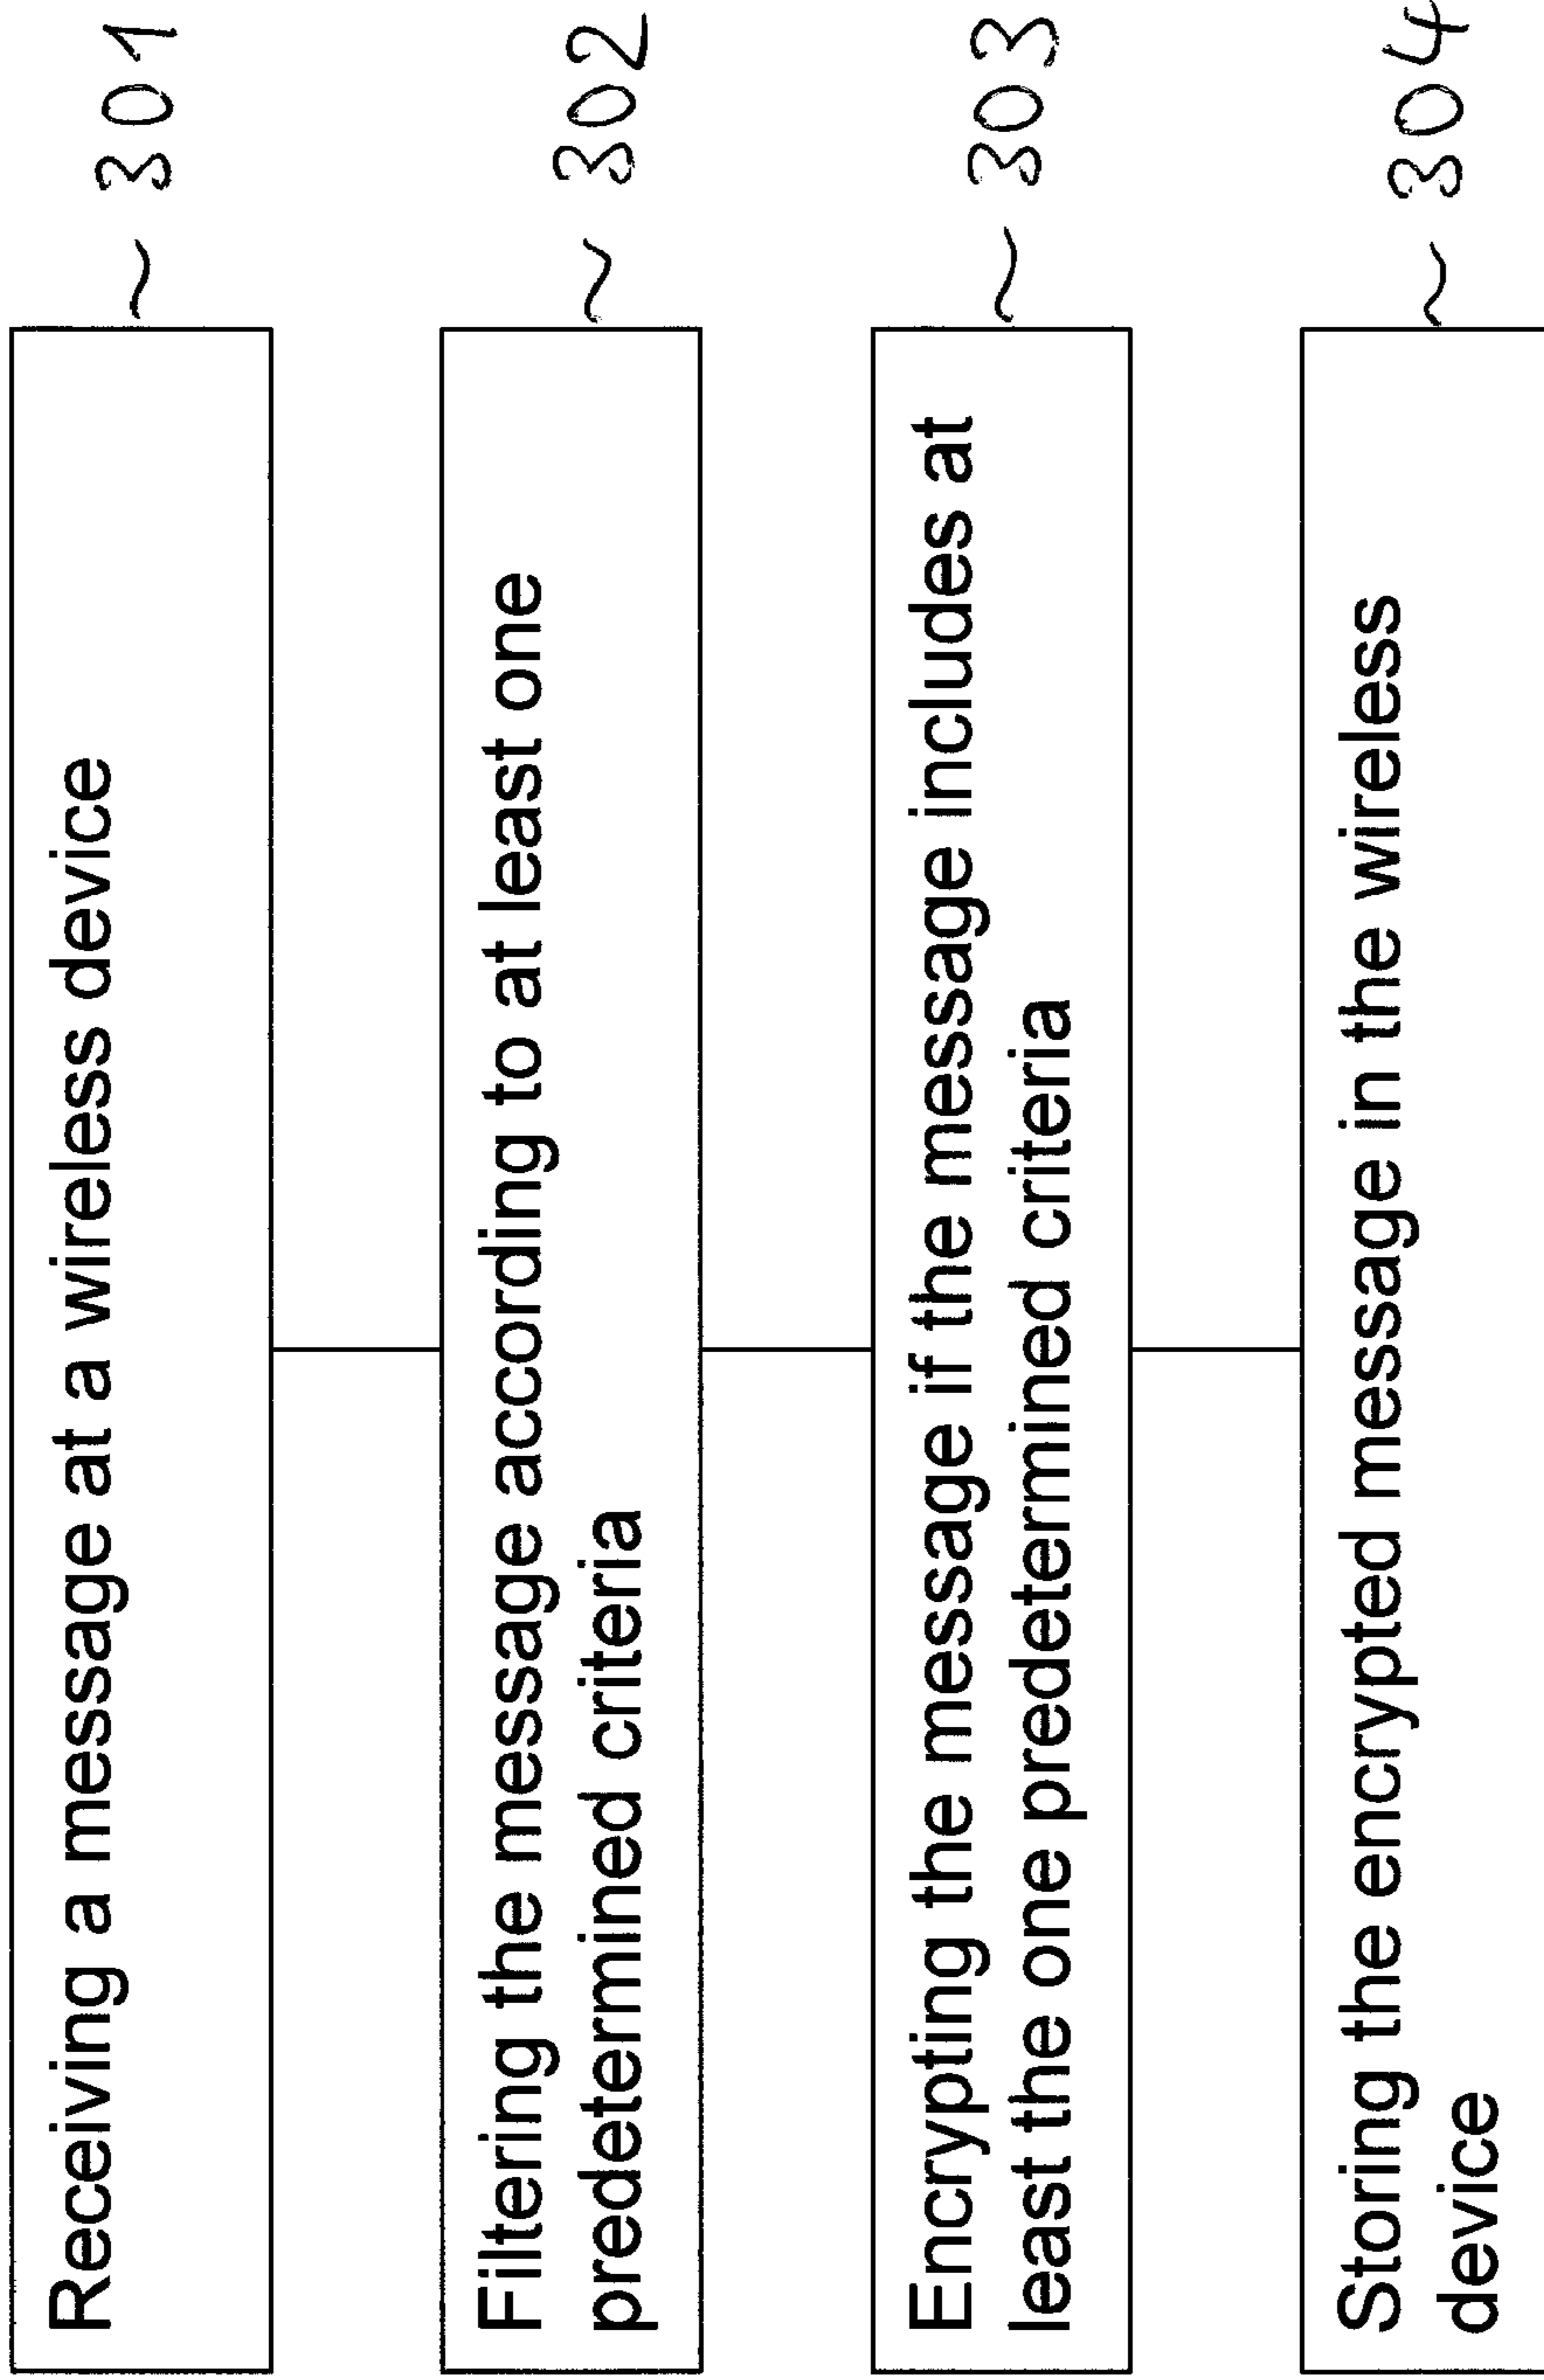 Receiving a message at a wireless device
~ 301
Filtering the message according to at least one
predetermined criteria
~ 302
Encrypting the message if the message includes at
least the one predetermined criteria
~ 303
Storing the encrypted message in the wireless
device
~ 304